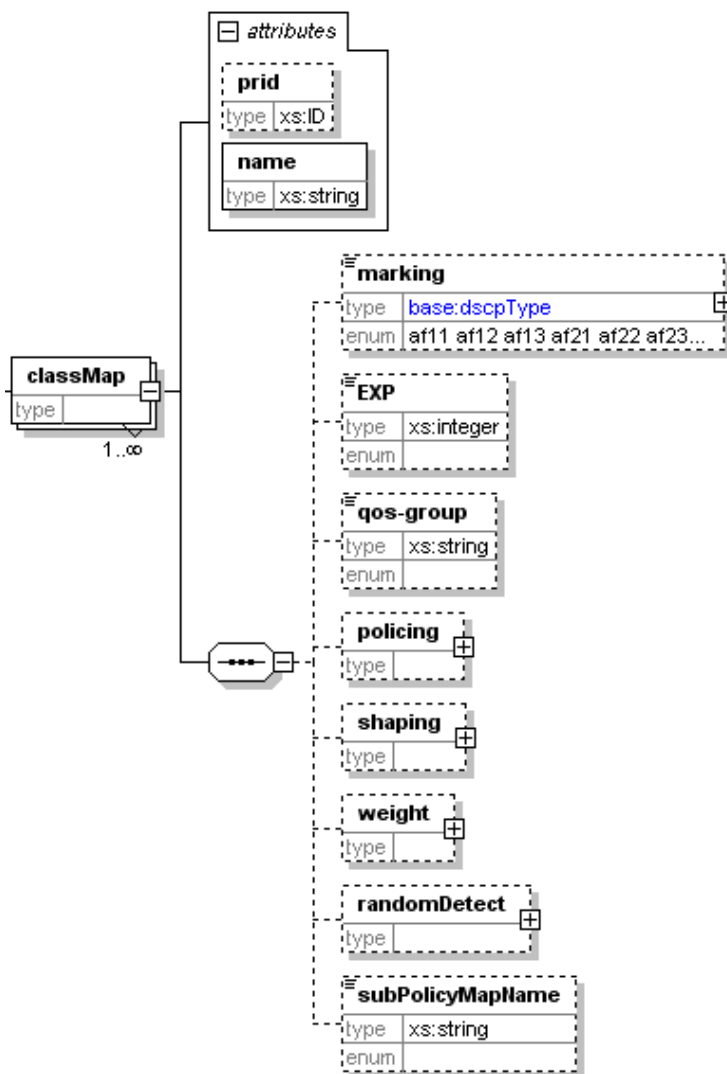 attributes
prid
type xs:ID
name
type xs:string
marking
type base:dscpType
enum af11 af12 af13 af21 af22 af23...
classMap
type
1..∞
EXP
type xs:integer
enum
qos-group
type xs:string
enum
policing
type
shaping
type
weight
type
randomDetect
type
subPolicyMapName
type xs:string
enum